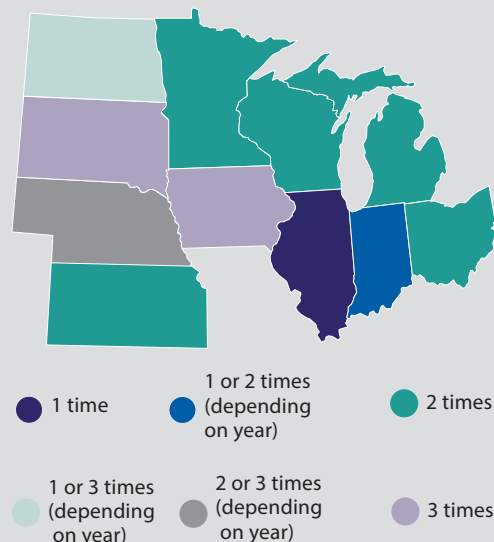 1 time
1 or 2 times
(depending
on year)
2 times
1 or 3 times
(depending
on year)
2 or 3 times
(depending
on year)
3 times